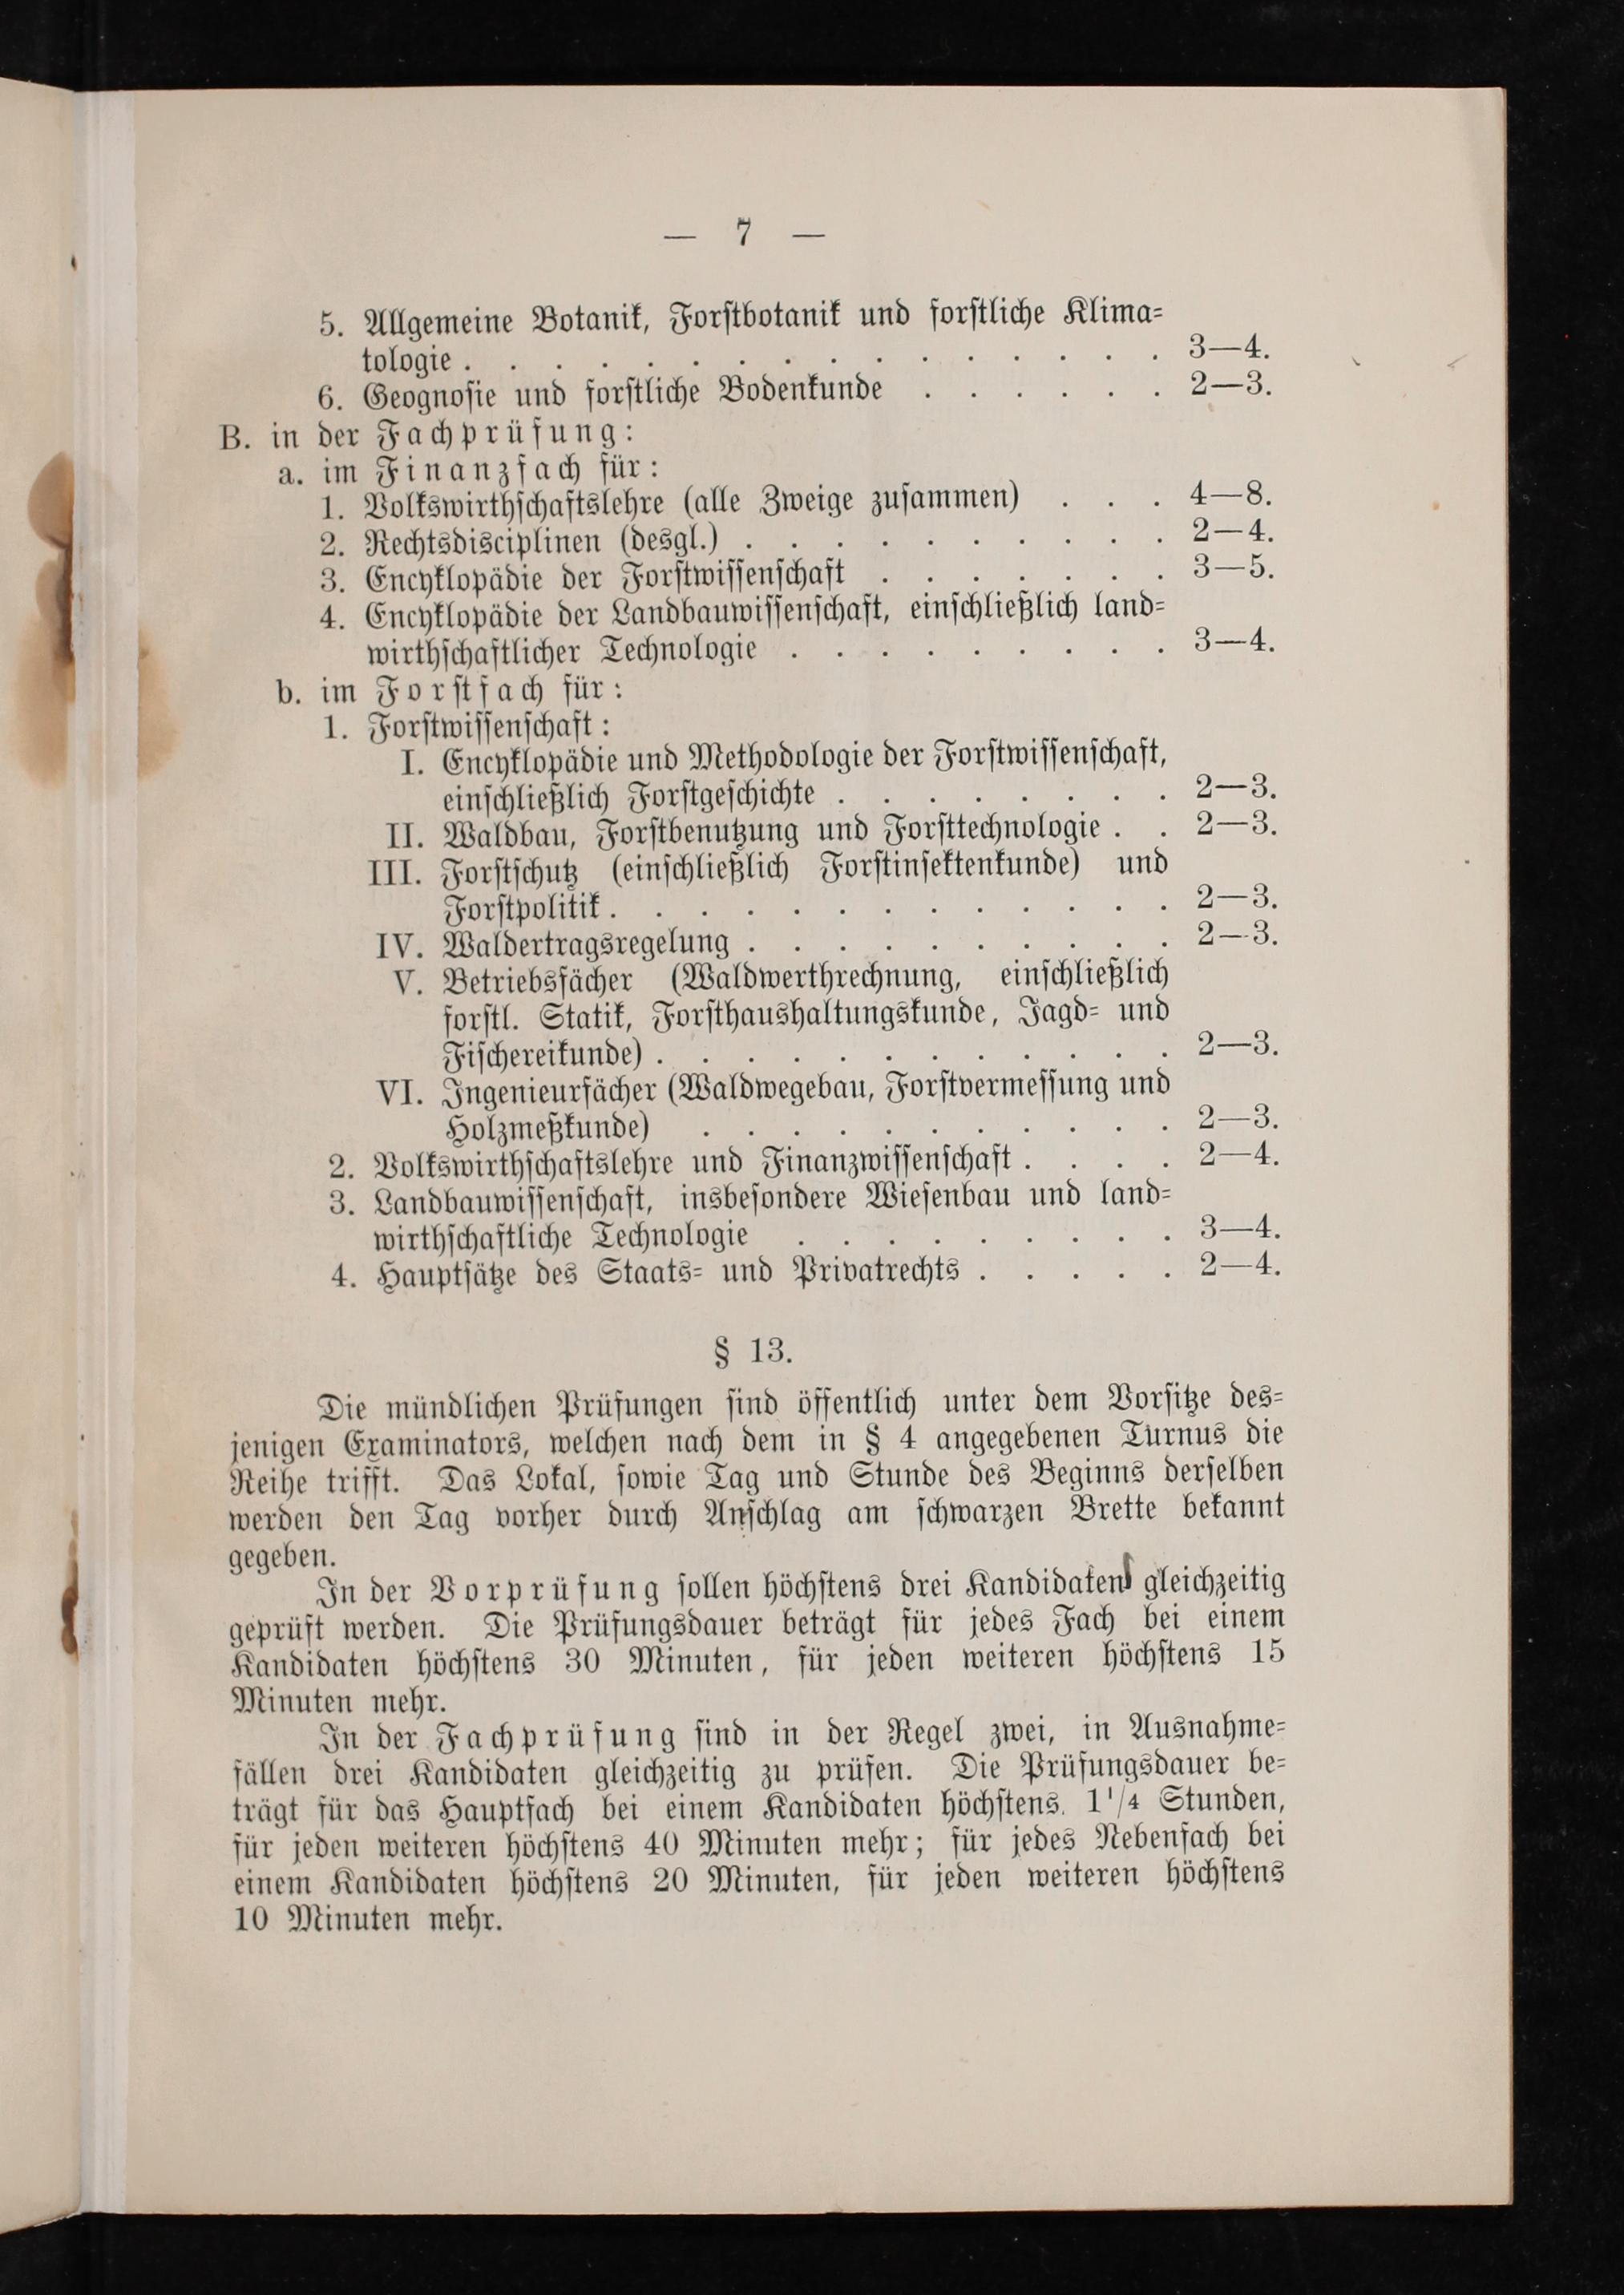 — 7 —
5. Allgemeine Botanik, Forstbotanik und forstliche Klima-
tologie . . . . . . . . . . . . . . . . 3—4.
6. Geognosie und forstliche Bodenkunde . . . . . . 2—3.
B. in der Fachprüfung:
a. im Finanzfach für:
1. Volkswirthschaftslehre (alle Zweige zusammen) . . . 4—8.
2. Rechtsdisciplinen (desgl.) . . . . . . . . . . 2—4.
3. Encyklopädie der Forstwissenschaft . . . . . . . 3—5.
4. Encyklopädie der Landbauwissenschaft, einschließlich land-
wirthschaftlicher Technologie . . . . . . . . . 3—4.
b. im Forstfach für:
1. Forstwissenschaft:
I. Encyklopädie und Methodologie der Forstwissenschaft,
einschließlich Forstgeschichte . . . . . . . . 2—3.
II. Waldbau, Forstbenutzung und Forsttechnologie . . 2—3.
III. Forstschutz (einschließlich Forstinsektenkunde) und
Forstpolitik . . . . . . . . . . . . . 2—3.
IV. Waldertragsregelung . . . . . . . . . . 2—3.
V. Betriebsfächer (Waldwerthrechnung, einschließlich
forstl. Statik, Forsthaushaltungskunde, Jagd- und
Fischereikunde) . . . . . . . . . . . . 2—3.
VI. Ingenieurfächer (Waldwegebau, Forstvermessung und
Holzmeßkunde) . . . . . . . . . . . 2—3.
2. Volkswirthschaftslehre und Finanzwissenschaft . . . . 2—4.
3. Landbauwissenschaft, insbesondere Wiesenbau und land-
wirthschaftliche Technologie . . . . . . . . . 3—4.
4. Hauptsätze des Staats- und Privatrechts . . . . . 2—4.
§ 13.
Die mündlichen Prüfungen sind öffentlich unter dem Vorsitze des-
jenigen Examinators, welchen nach dem in § 4 angegebenen Turnus die
Reihe trifft. Das Lokal, sowie Tag und Stunde des Beginns derselben
werden den Tag vorher durch Anschlag am schwarzen Brette bekannt
gegeben.
In der Vorprüfung sollen höchstens drei Kandidaten gleichzeitig
geprüft werden. Die Prüfungsdauer beträgt für jedes Fach bei einem
Kandidaten höchstens 30 Minuten, für jeden weiteren höchstens 15
Minuten mehr.
In der Fachprüfung sind in der Regel zwei, in Ausnahme-
fällen drei Kandidaten gleichzeitig zu prüfen. Die Prüfungsdauer be-
trägt für das Hauptfach bei einem Kandidaten höchstens 1 1/4 Stunden,
für jeden weiteren höchstens 40 Minuten mehr; für jedes Nebenfach bei
einem Kandidaten höchstens 20 Minuten, für jeden weiteren höchstens
10 Minuten mehr.